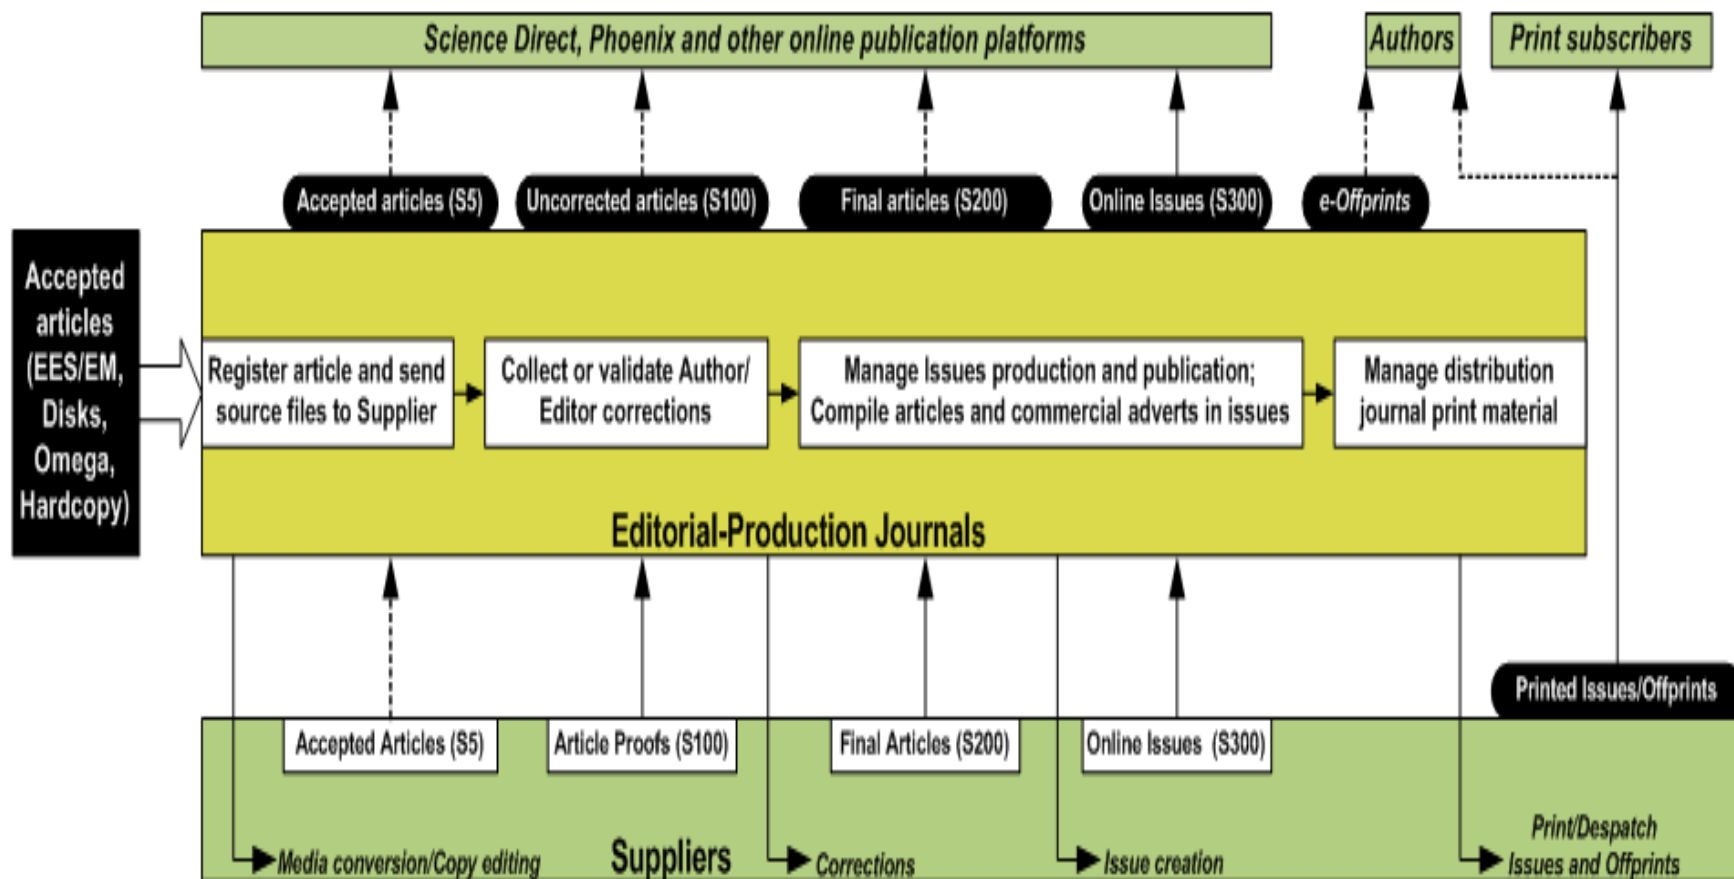 Science Direct, Phoenix and other online publication platforms
Authors
Print subscribers
Accepted articles (S5)
Uncorrected articles (S100)
Final articles (S200)
Online Issues (S300)
e-Offprints
Accepted
articles
(EES/EM,
Disks,
Omega,
Hardcopy)
Register article and send
source files to Supplier
Collect or validate Author/
Editor corrections
Manage Issues production and publication;
Compile articles and commercial adverts in issues
Manage distribution
journal print material
Editorial-Production Journals
Printed Issues/Offprints
Accepted Articles (S5)
Article Proofs (S100)
Final Articles (S200)
Online Issues (S300)
Media conversion/Copy editing
Suppliers
Corrections
Issue creation
Print/Despatch
Issues and Offprints